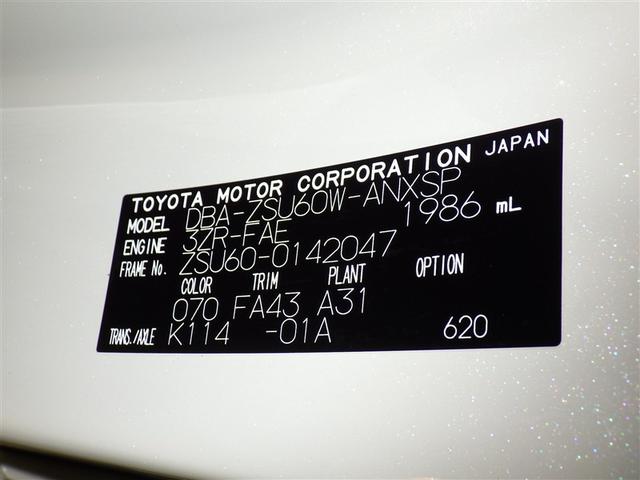 TOYOTA MOTOR CORPORATION JAPAN
MODEL DBA-ZSU60W-ANXSP
ENGINE 3ZR-FAE 1986 mL
FRAME No. ZSU60-0142047
COLOR TRIM PLANT OPTION
070 FA43 A31
TRANS./AXLE K114 -01A 620